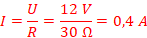 I = U/R = 12 V / 30 Ω = 0,4 A